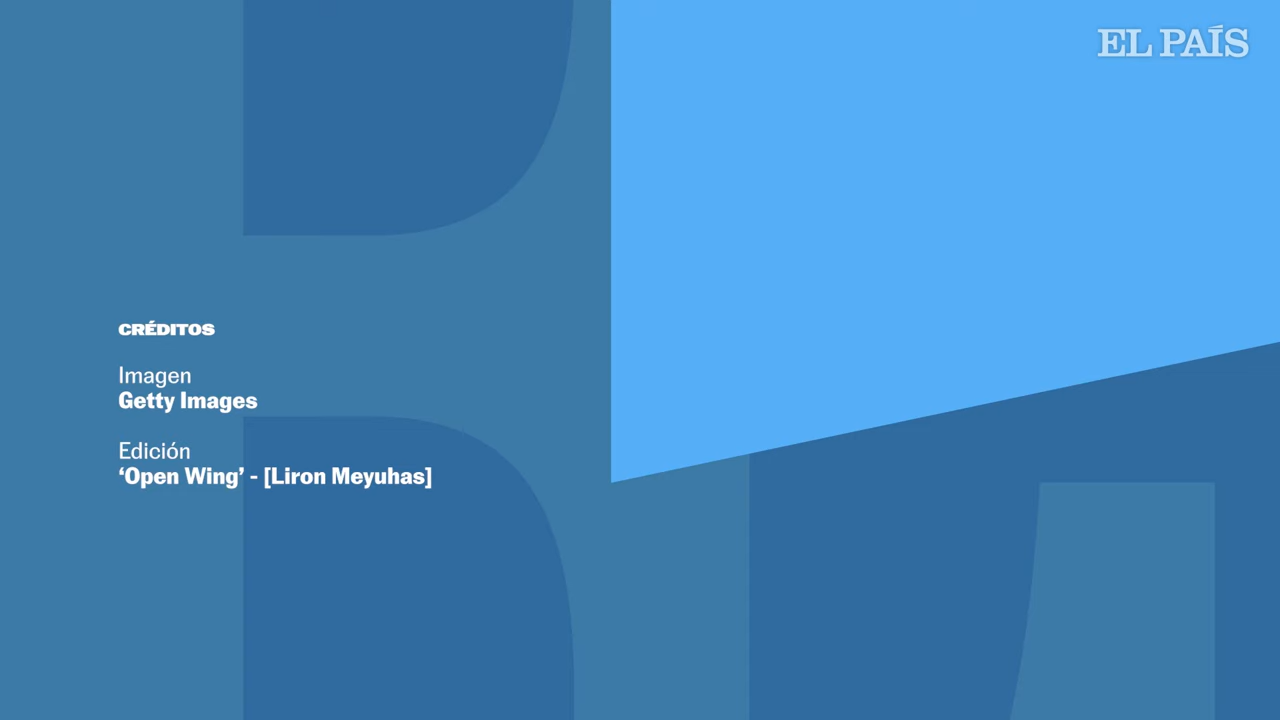 EL PAÍS
CRÉDITOS
Imagen
Getty Images
Edición
‘Open Wing’ - [Liron Meyuhas]